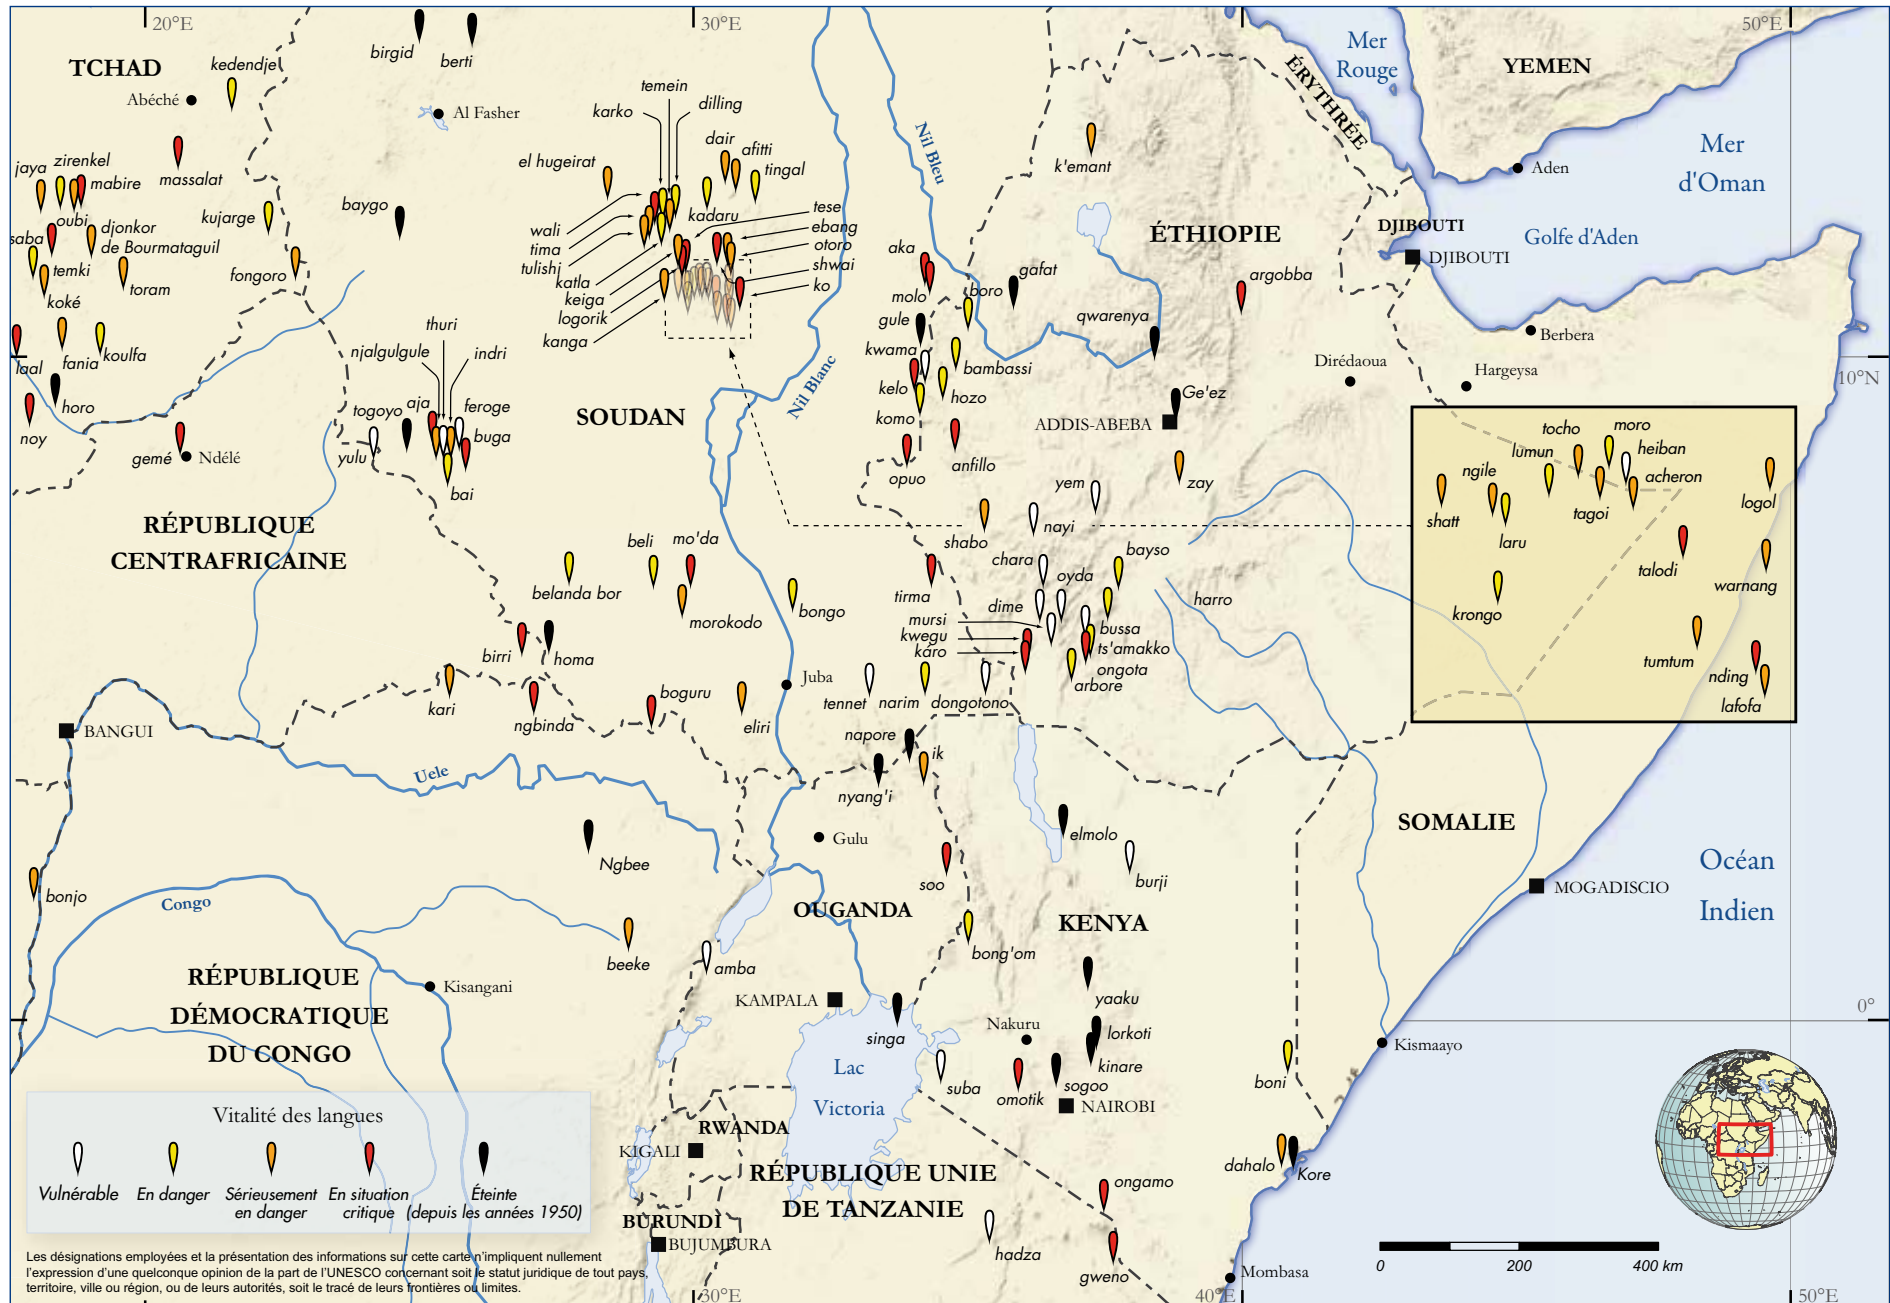 20°E
30°E
50°E
TCHAD
kedendje
birgid
berti
Mer
Rouge
YEMEN
Abéché
Al Fasher
temein
karko
dilling
ÉRYTHRÉE
Nil Bleu
k'emant
Mer
d'Oman
Aden
jaya
zirenkel
mabire
massalat
el hugeirat
dair
afitti
tingal
oubi
saba
djonkor
de Bourmataguil
kujarge
baygo
wali
tima
tulishi
kadaru
tese
ebang
otoro
shwai
ko
ÉTHIOPIE
DJIBOUTI
DJIBOUTI
Golfe d'Aden
temki
koké
toram
fongoro
katla
keiga
logorik
kanga
aka
molo
boro
gafat
argobba
gule
qwarenya
Berbera
laal
fania
koulfa
thuri
njalgulgule
indri
kwama
bambassi
Dirédaoua
Hargeysa
10°N
Nil Blanc
kelo
hozo
Ge'ez
horo
noy
gemé
Ndélé
togoyo
aja
feroge
buga
yulu
bai
SOUDAN
komo
anfillo
opuo
ADDIS-ABEBA
zay
yem
nayi
shabo
tocho
moro
lumun
heiban
ngile
acheron
shatt
laru
tagoi
logol
talodi
warnang
krongo
tumtum
nding
lafofa
RÉPUBLIQUE
CENTRAFRICAINE
beli
mo'da
belanda bor
morokodo
bongo
tirma
chara
oyda
bayso
dime
harro
mursi
kwegu
káro
bussa
ts'amakko
ongota
arbore
birri
homa
kari
ngbinda
boguru
eliri
Juba
tennet
narim
dongotono
BANGUI
Uele
napore
ik
nyang'i
Gulu
elmolo
burji
SOMALIE
Ngbee
soo
bonjo
Congo
OUGANDA
KENYA
MOGADISCIO
Océan
Indien
beeke
amba
bong'om
RÉPUBLIQUE
DÉMOCRATIQUE
DU CONGO
Kisangani
KAMPALA
singa
yaaku
0°
Nakuru
lorkoti
kinare
sogoo
omotik
Lac
Victoria
suba
NAIROBI
boni
Kismaayo
Vitalité des langues
Vulnérable
En danger
Sérieusement
en danger
En situation
critique
Éteinte
(depuis les années 1950)
RWANDA
KIGALI
RÉPUBLIQUE UNIE
DE TANZANIE
BURUNDI
BUJUMBURA
dahalo
Kore
ongamo
hadza
gweno
Mombasa
0
200
400 km
Les désignations employées et la présentation des informations sur cette carte n'impliquent nullement
l'expression d'une quelconque opinion de la part de l'UNESCO concernant soit le statut juridique de tout pays,
territoire, ville ou région, ou de leurs autorités, soit le tracé de leurs frontières ou limites.
30°E
40°E
50°E